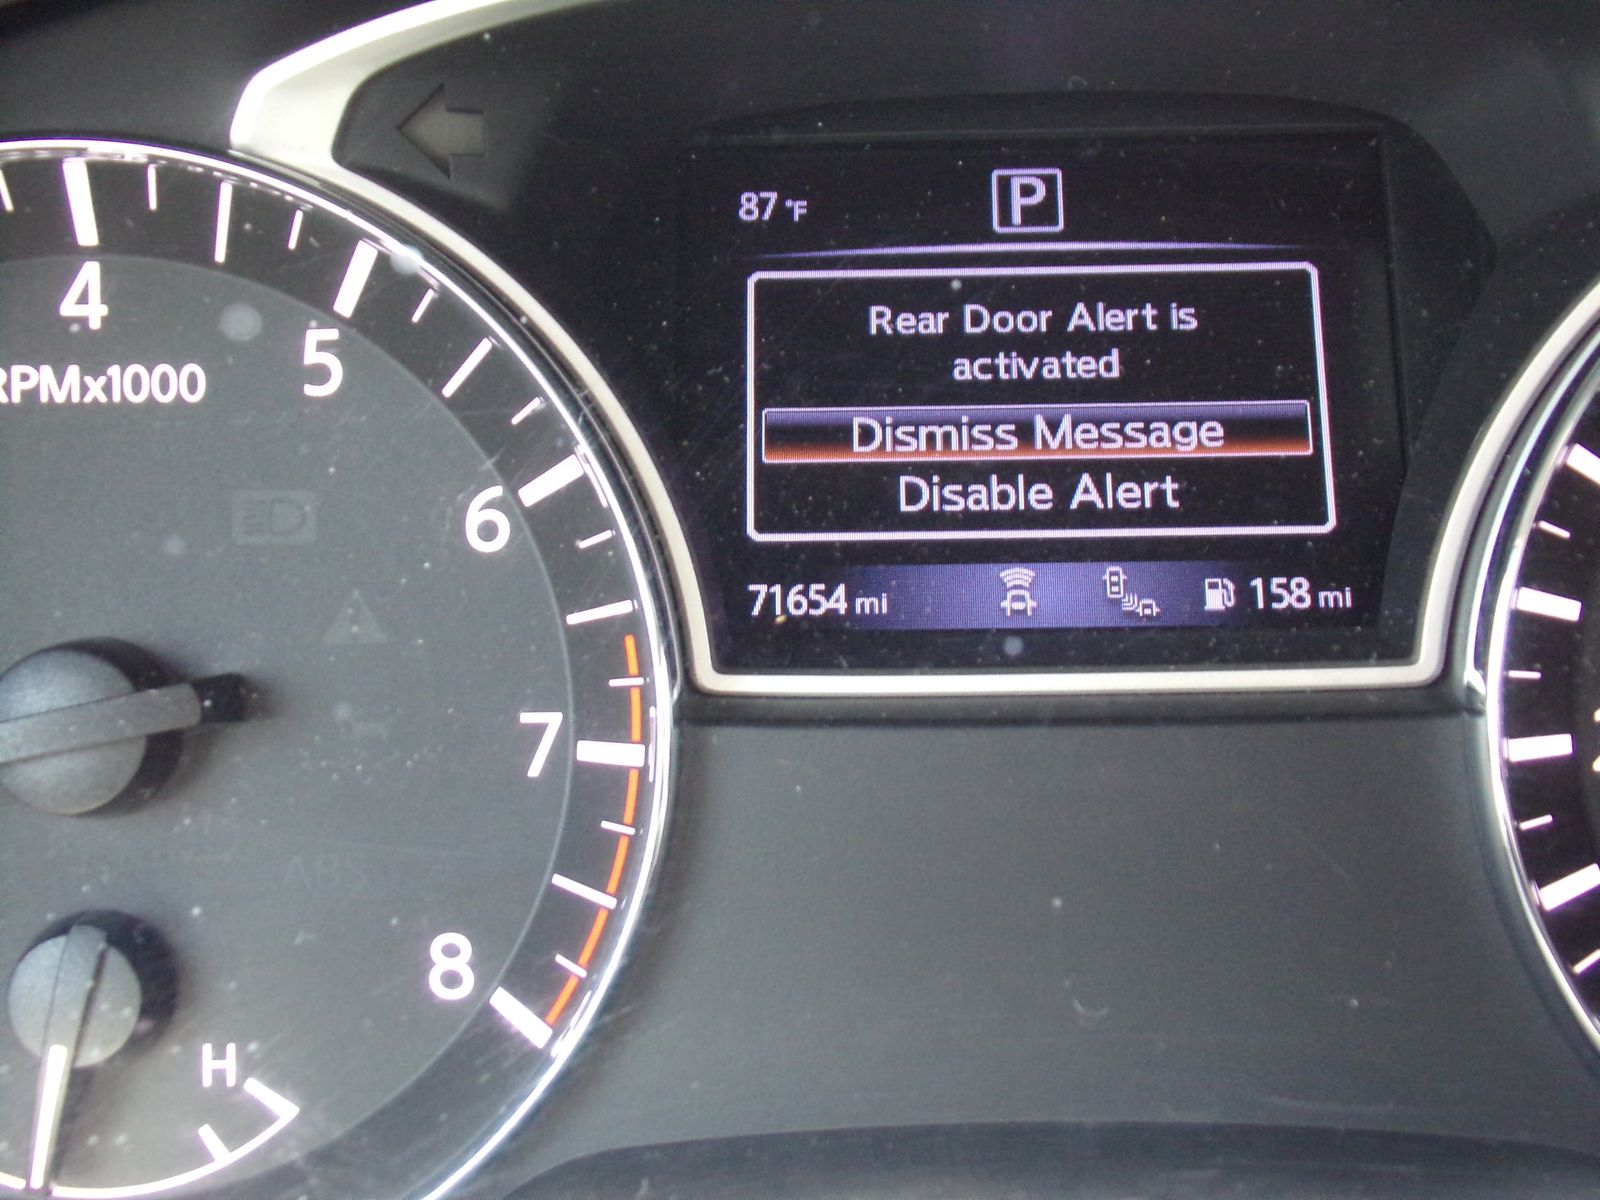 87 °F
P
Rear Door Alert is
activated
Dismiss Message
Disable Alert
71654 mi
158 mi
4
5
RPMx1000
6
7
ABS
8
H